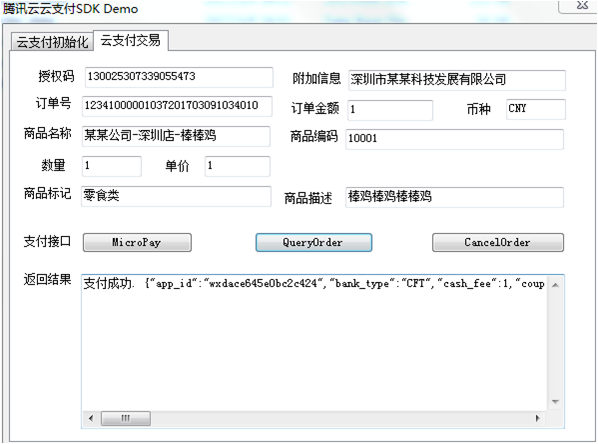 腾讯云云支付SDK Demo
云支付初始化 云支付交易
授权码 130025307339055473 附加信息 深圳市某某科技发展有限公司
订单号 12341000001037201703091034010 订单金额 1 币种 CNY
商品名称 某某公司-深圳店-棒棒鸡 商品编码 10001
数量 1 单价 1
商品标记 零食类 商品描述 棒鸡棒鸡棒棒鸡
支付接口 MicroPay QueryOrder CancelOrder
返回结果 支付成功. {"app_id":"wxdace645e0bc2c424","bank_type":"CFT","cash_fee":1,"coup